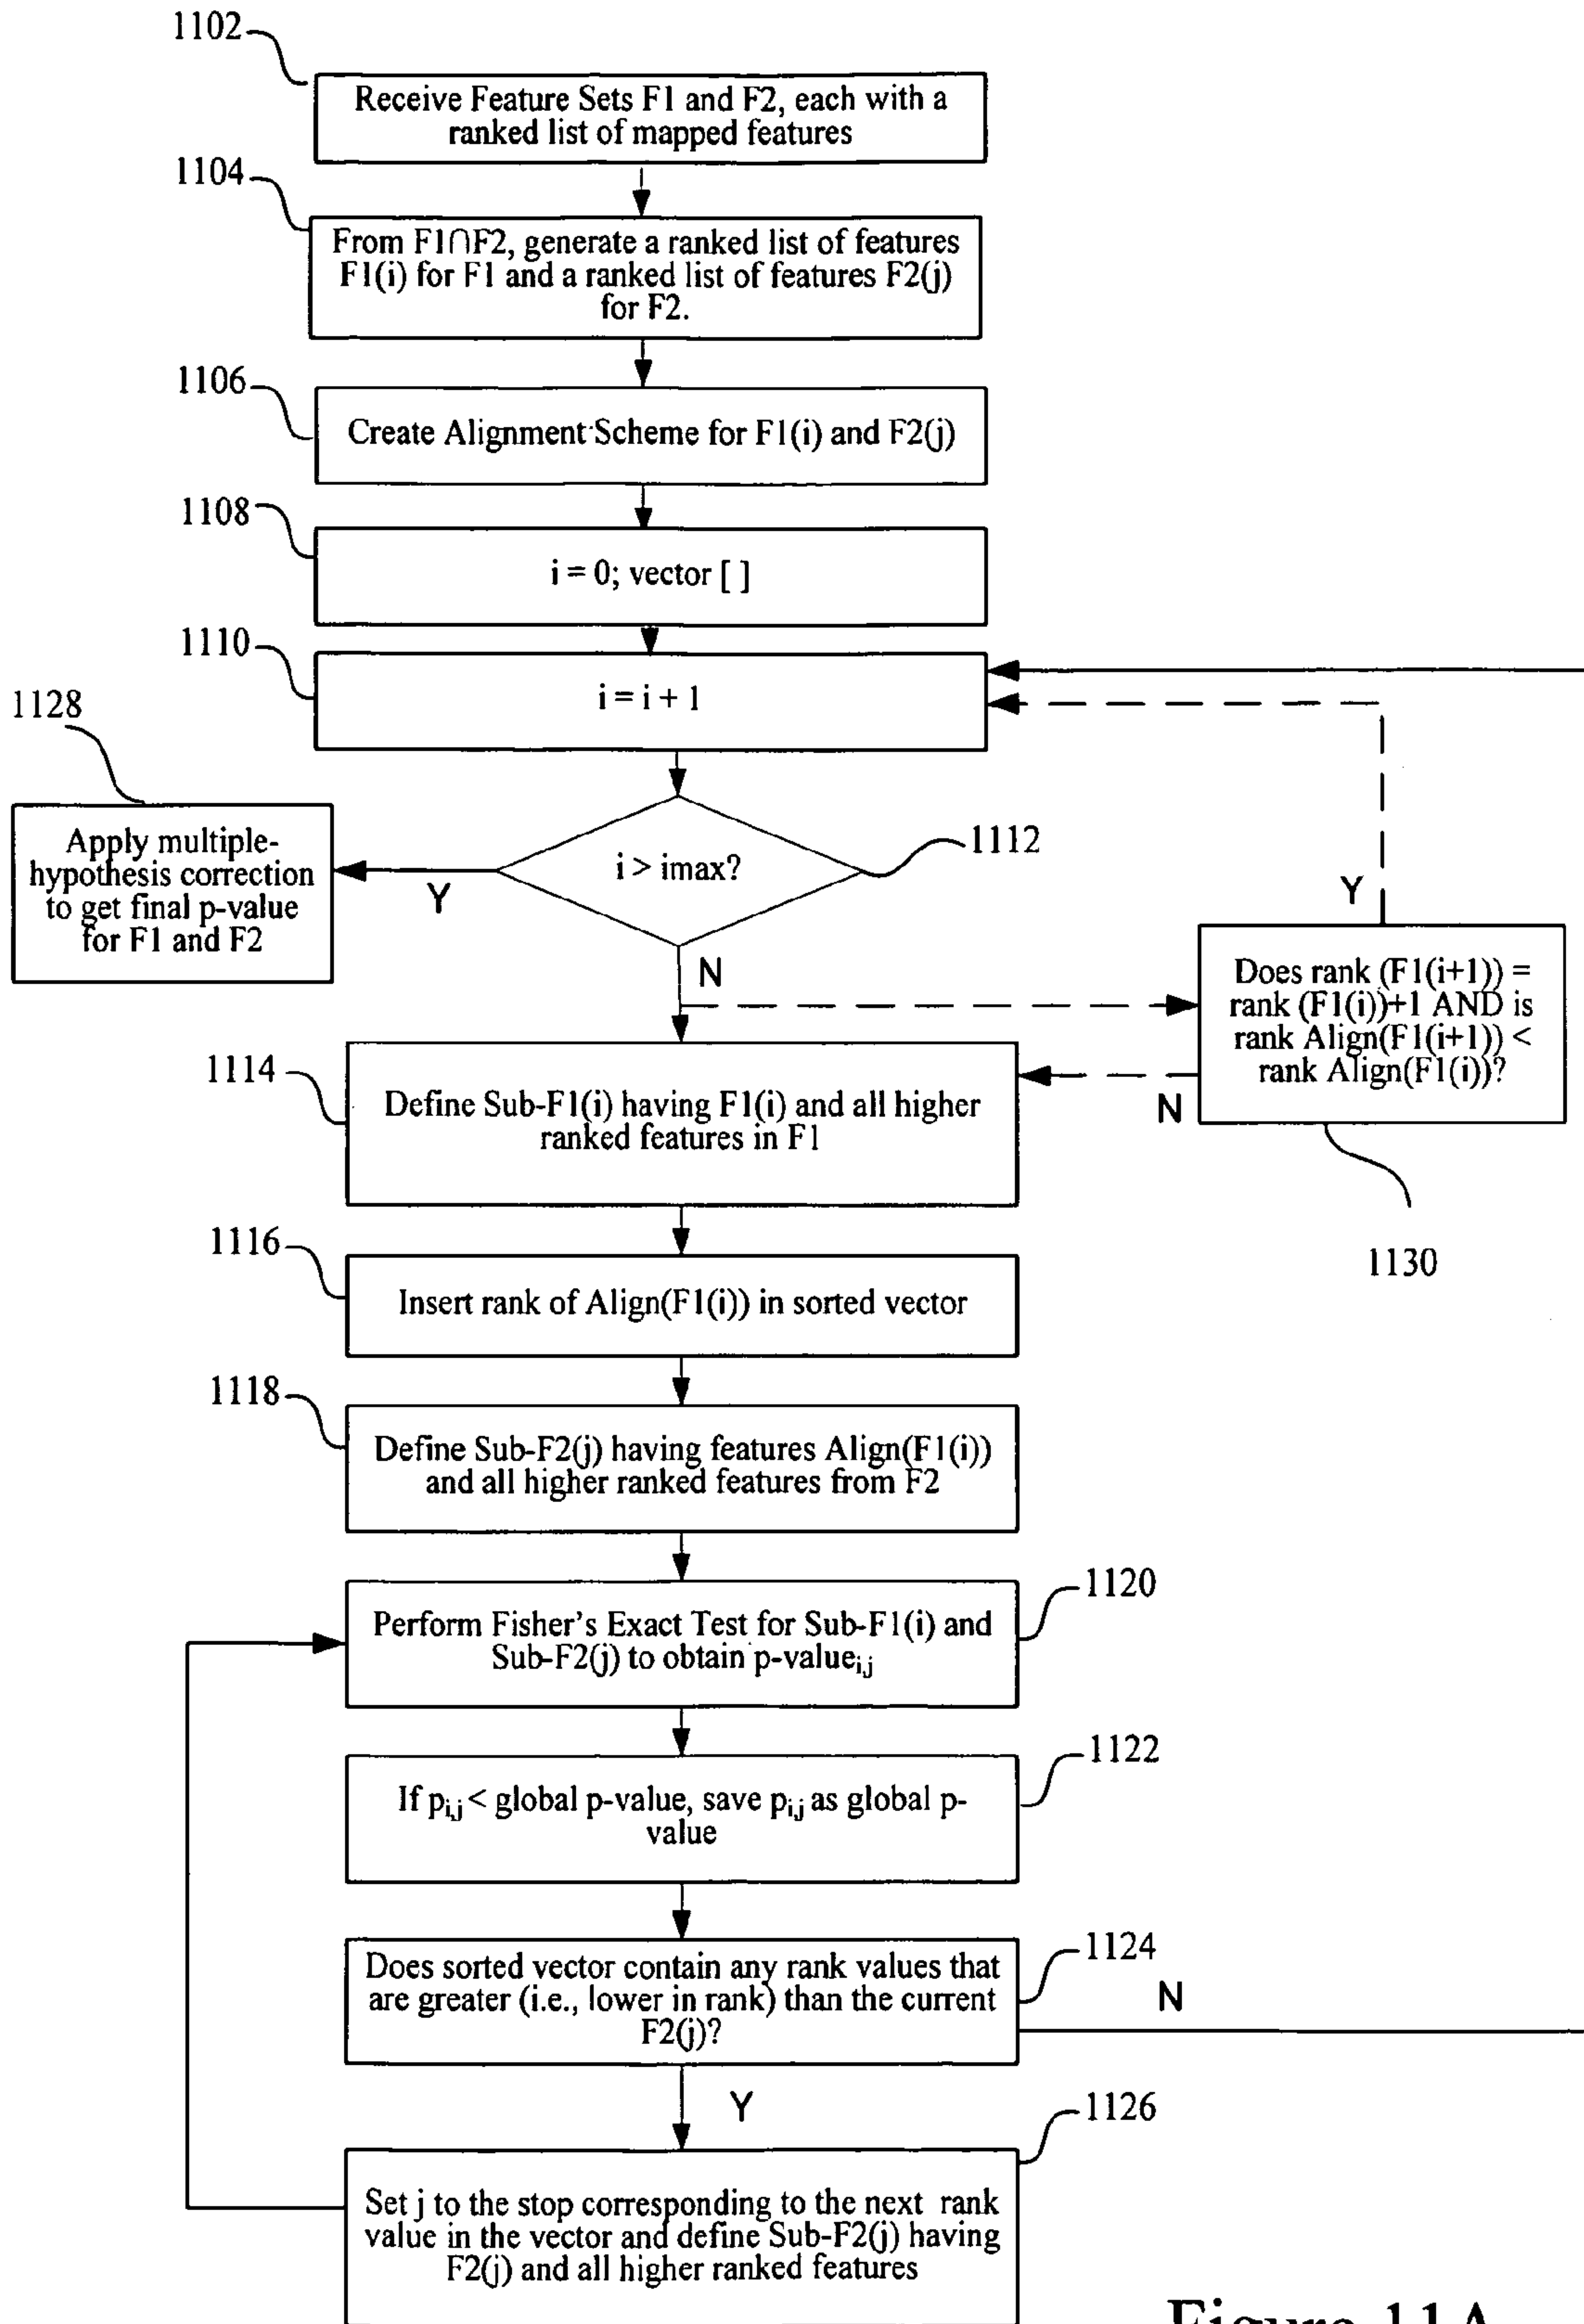 1102
Receive Feature Sets F1 and F2, each with a
ranked list of mapped features
1104
From F1∩F2, generate a ranked list of features
F1(i) for F1 and a ranked list of features F2(j)
for F2.
1106
Create Alignment Scheme for F1(i) and F2(j)
1108
i = 0; vector [ ]
1110
i = i + 1
1128
Apply multiple-
hypothesis correction
to get final p-value
for F1 and F2
Y
i > imax?
1112
N
Y
Does rank (F1(i+1)) =
rank (F1(i))+1 AND is
rank Align(F1(i+1)) <
rank Align(F1(i))?
N
1130
1114
Define Sub-F1(i) having F1(i) and all higher
ranked features in F1
1116
Insert rank of Align(F1(i)) in sorted vector
1118
Define Sub-F2(j) having features Align(F1(i))
and all higher ranked features from F2
1120
Perform Fisher's Exact Test for Sub-F1(i) and
Sub-F2(j) to obtain p-value i,j
1122
If p i,j < global p-value, save p i,j as global p-
value
1124
Does sorted vector contain any rank values that
are greater (i.e., lower in rank) than the current
F2(j)?
N
Y
1126
Set j to the stop corresponding to the next rank
value in the vector and define Sub-F2(j) having
F2(j) and all higher ranked features
Figure 11A